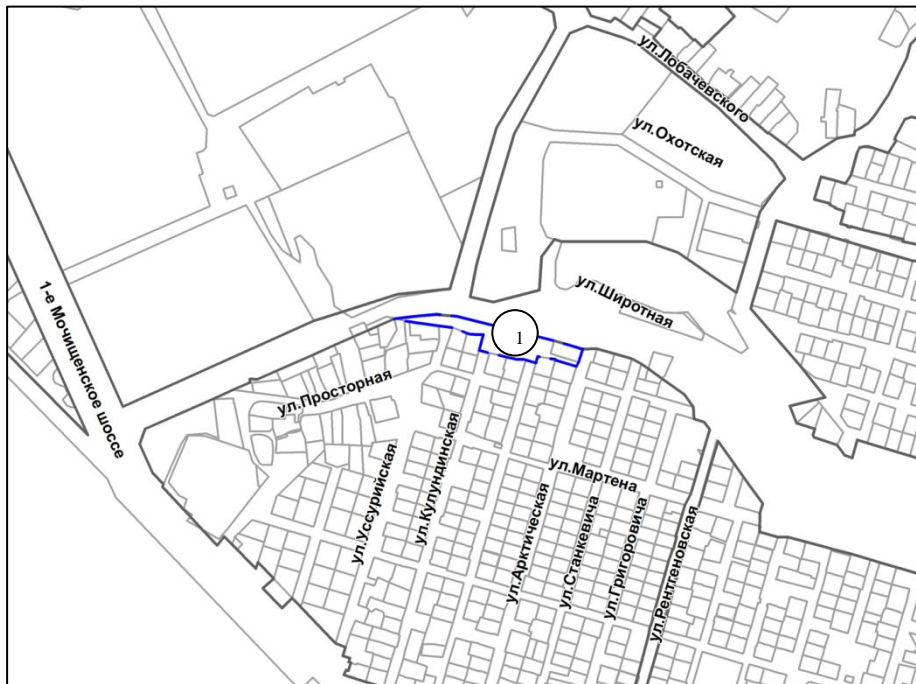 ул.Лобачевского
ул.Охотская
ул.Широтная
1-е Мочищенское шоссе
1
ул.Просторная
ул.Мартена
ул.Уссурийская
ул.Кулундинская
ул.Арктическая
ул.Станкевича
ул.Григоровича
ул.Рентгеновская